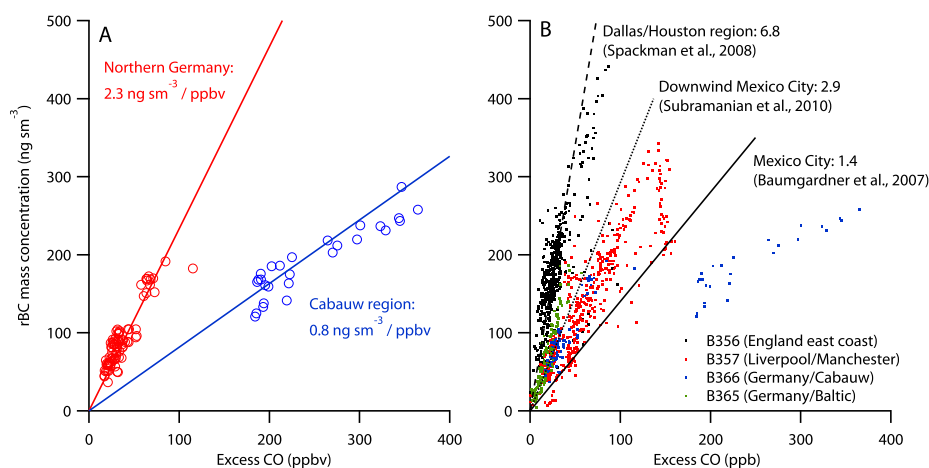 A
500
400
300
200
100
0
rBC mass concentration (ng sm⁻³)
Northern Germany:
2.3 ng sm⁻³ / ppbv
Cabauw region:
0.8 ng sm⁻³ / ppbv
0 100 200 300 400
Excess CO (ppbv)
B
500
400
300
200
100
0
Dallas/Houston region: 6.8
(Spackman et al., 2008)
Downwind Mexico City: 2.9
(Subramanian et al., 2010)
Mexico City: 1.4
(Baumgardner et al., 2007)
B356 (England east coast)
B357 (Liverpool/Manchester)
B366 (Germany/Cabauw)
B365 (Germany/Baltic)
0 100 200 300 400
Excess CO (ppb)